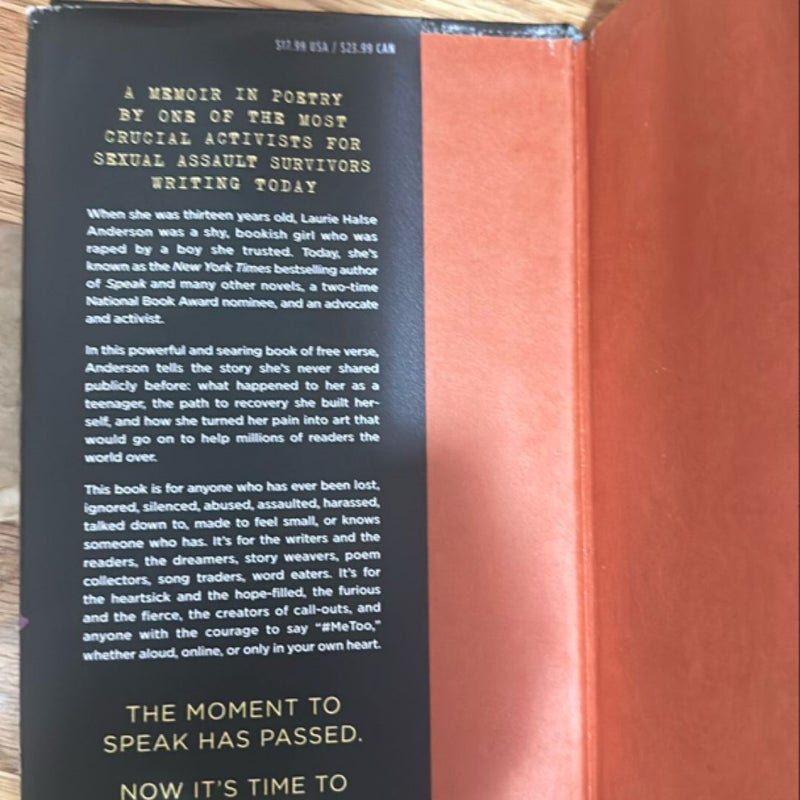 $17.99 USA / $23.99 CAN
A MEMOIR IN POETRY
BY ONE OF THE MOST
CRUCIAL ACTIVISTS FOR
SEXUAL ASSAULT SURVIVORS
WRITING TODAY
When she was thirteen years old, Laurie Halse
Anderson was a shy, bookish girl who was
raped by a boy she trusted. Today, she's
known as the New York Times bestselling author
of Speak and many other novels, a two-time
National Book Award nominee, and an advocate
and activist.
In this powerful and searing book of free verse,
Anderson tells the story she's never shared
publicly before: what happened to her as a
teenager, the path to recovery she built her-
self, and how she turned her pain into art that
would go on to help millions of readers the
world over.
This book is for anyone who has ever been lost,
ignored, silenced, abused, assaulted, harassed,
talked down to, made to feel small, or knows
someone who has. It's for the writers and the
readers, the dreamers, story weavers, poem
collectors, song traders, word eaters. It's for
the heartsick and the hope-filled, the furious
and the fierce, the creators of call-outs, and
anyone with the courage to say "#MeToo,"
whether aloud, online, or only in your own heart.
THE MOMENT TO
SPEAK HAS PASSED.
NOW IT'S TIME TO